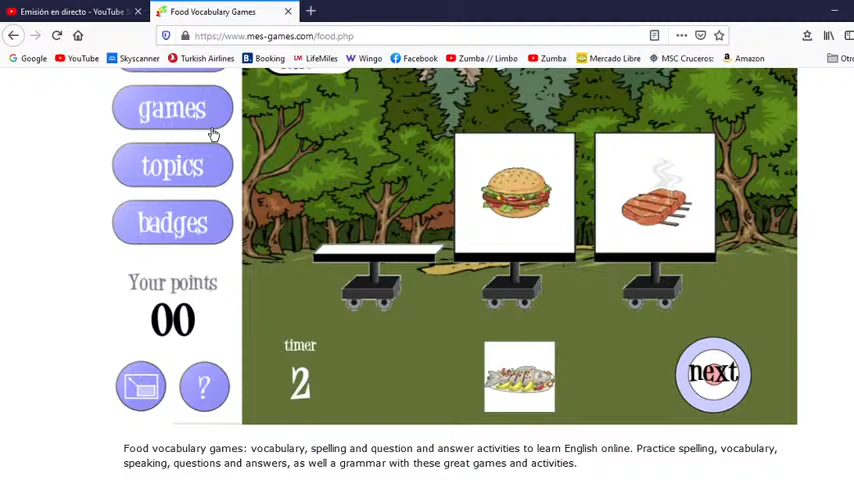 Emisión en directo - YouTube S
Food Vocabulary Games
https://www.mes-games.com/food.php
Google
YouTube
Skyscanner
Turkish Airlines
Booking
LifeMiles
Wingo
Facebook
Zumba // Limbo
Zumba
Mercado Libre
MSC Cruceros:
Amazon
Otro
games
topics
badges
Your points
00
timer
2
?
next
Food vocabulary games: vocabulary, spelling and question and answer activities to learn English online. Practice spelling, vocabulary,
speaking, questions and answers, as well a grammar with these great games and activities.